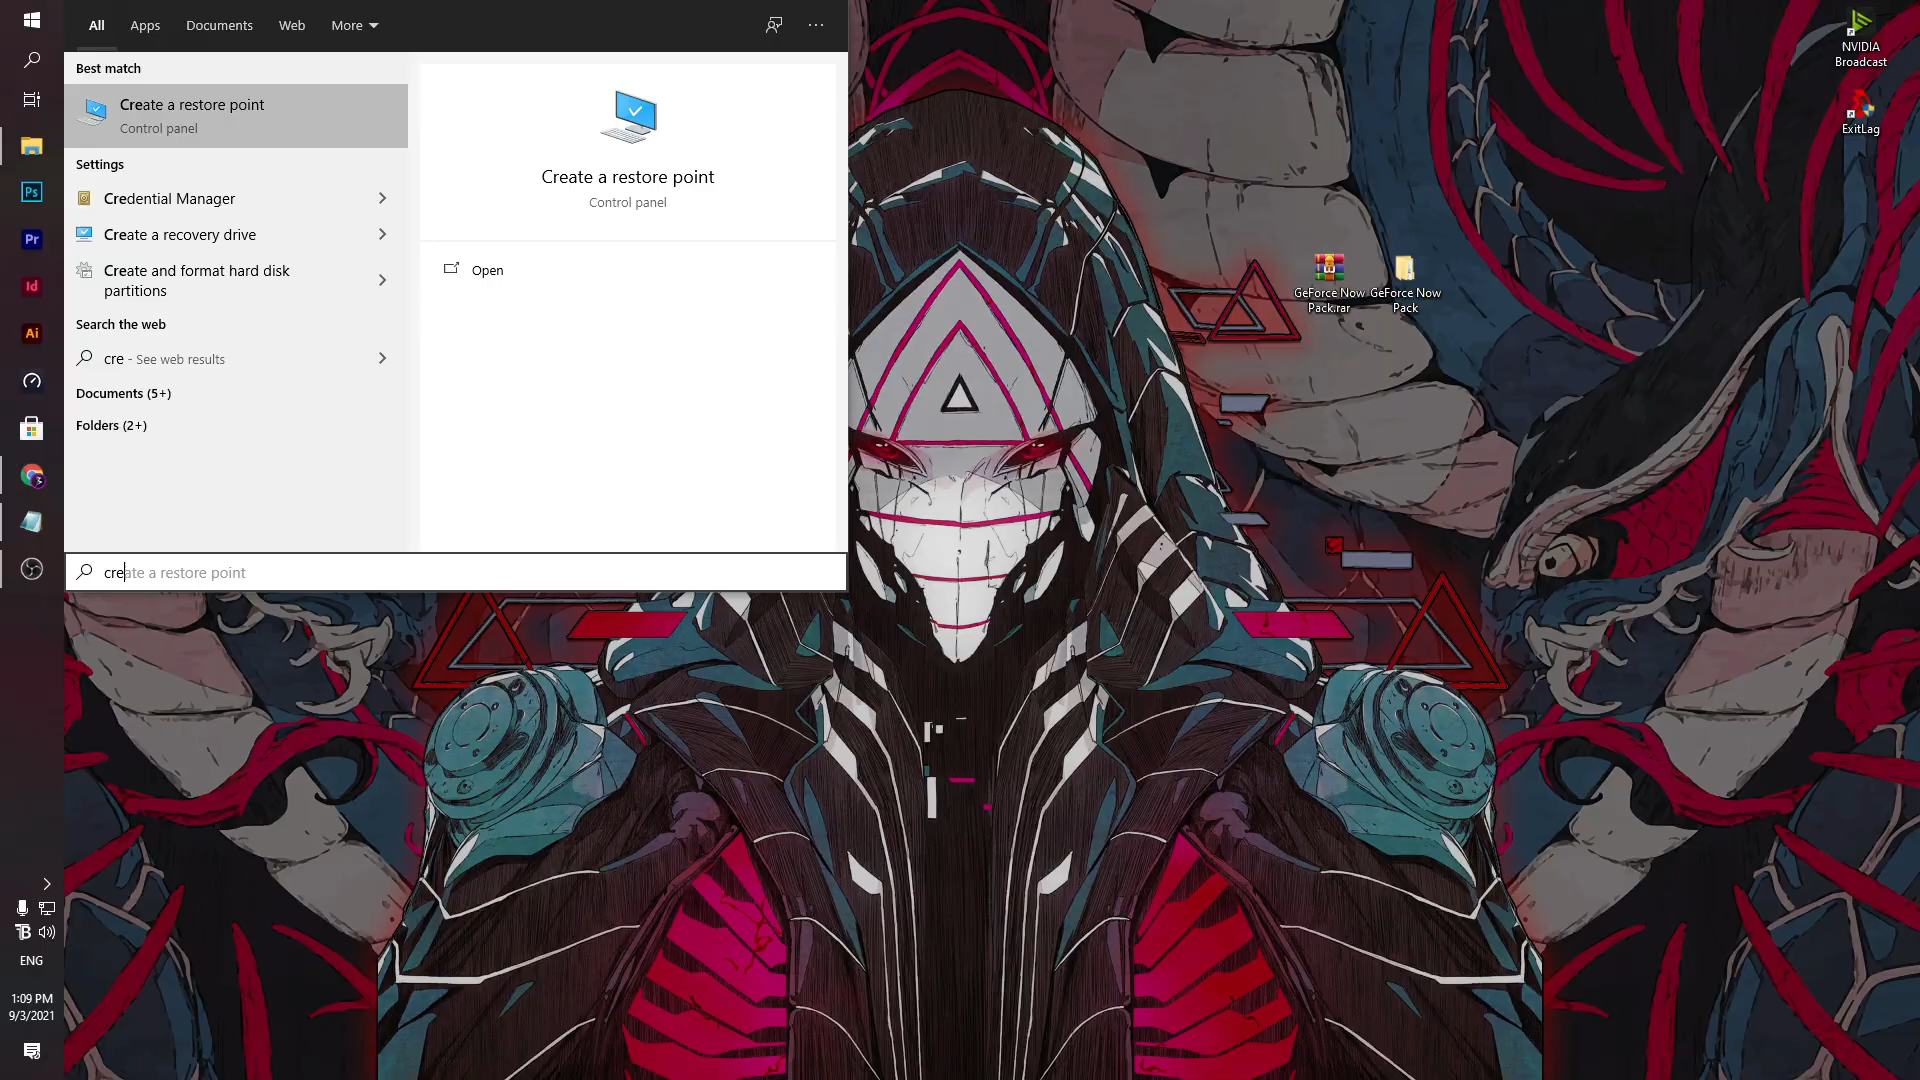 All
Apps
Documents
Web
More
Best match
Create a restore point
Control panel
Settings
Credential Manager
Create a recovery drive
Create and format hard disk
partitions
Search the web
cre - See web results
Documents (5+)
Folders (2+)
Create a restore point
Control panel
Open
create a restore point
NVIDIA
Broadcast
ExitLag
GeForce Now
Pack.rar
GeForce Now
Pack
Ps
Pr
Id
Ai
ENG
1:09 PM
9/3/2021